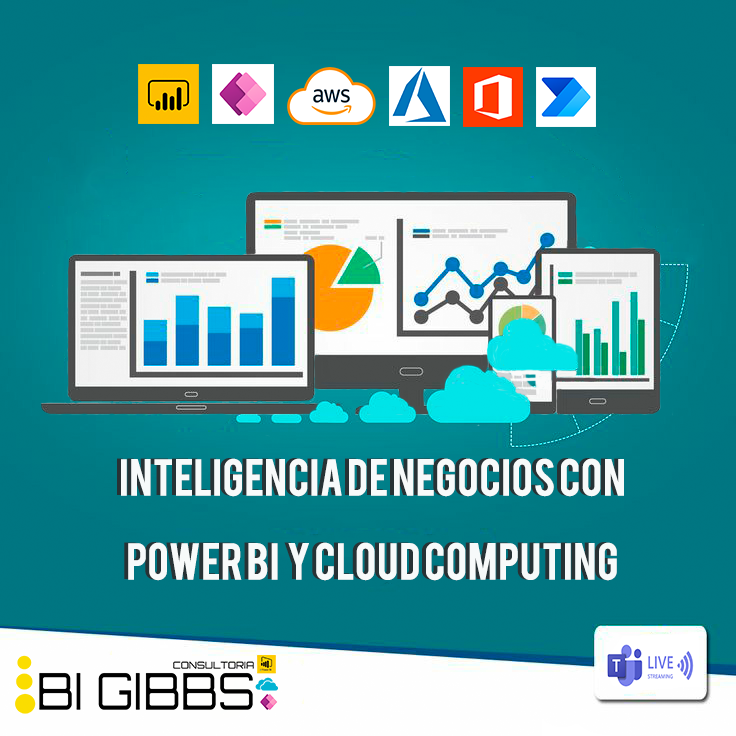 aws
INTELIGENCIA DE NEGOCIOS CON
POWER BI Y CLOUD COMPUTING
CONSULTORIA
BI GIBBS
T
LIVE
STREAMING